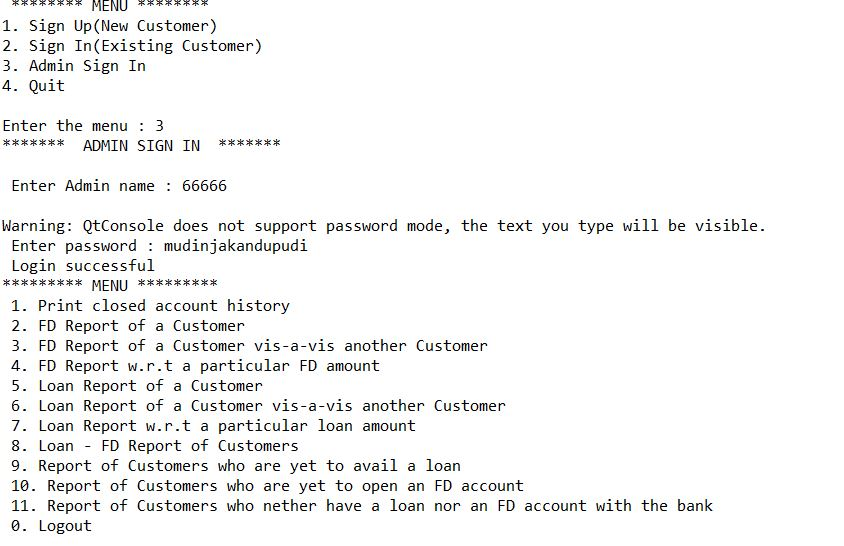 ******** MENU ********
1. Sign Up(New Customer)
2. Sign In(Existing Customer)
3. Admin Sign In
4. Quit
Enter the menu : 3
******* ADMIN SIGN IN *******
Enter Admin name : 66666
Warning: QtConsole does not support password mode, the text you type will be visible.
Enter password : mudinjakandupudi
Login successful
********* MENU *********
1. Print closed account history
2. FD Report of a Customer
3. FD Report of a Customer vis-a-vis another Customer
4. FD Report w.r.t a particular FD amount
5. Loan Report of a Customer
6. Loan Report of a Customer vis-a-vis another Customer
7. Loan Report w.r.t a particular loan amount
8. Loan - FD Report of Customers
9. Report of Customers who are yet to avail a loan
10. Report of Customers who are yet to open an FD account
11. Report of Customers who nether have a loan nor an FD account with the bank
0. Logout